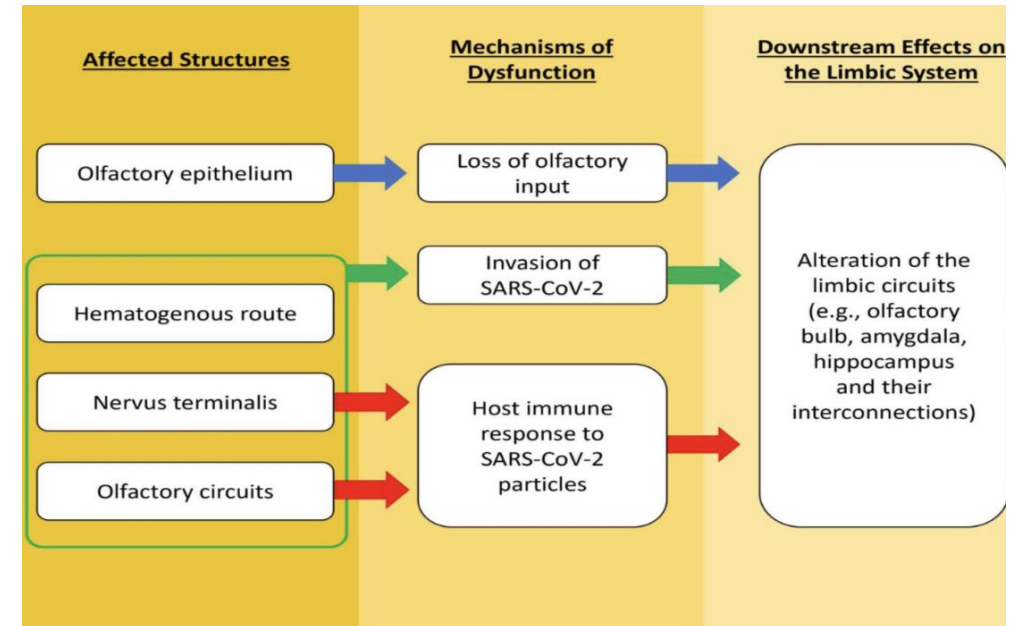 Affected Structures
Mechanisms of
Dysfunction
Downstream Effects on
the Limbic System
Olfactory epithelium
Loss of olfactory
input
Hematogenous route
Nervus terminalis
Olfactory circuits
Invasion of
SARS-CoV-2
Host immune
response to
SARS-CoV-2
particles
Alteration of the
limbic circuits
(e.g., olfactory
bulb, amygdala,
hippocampus
and their
interconnections)